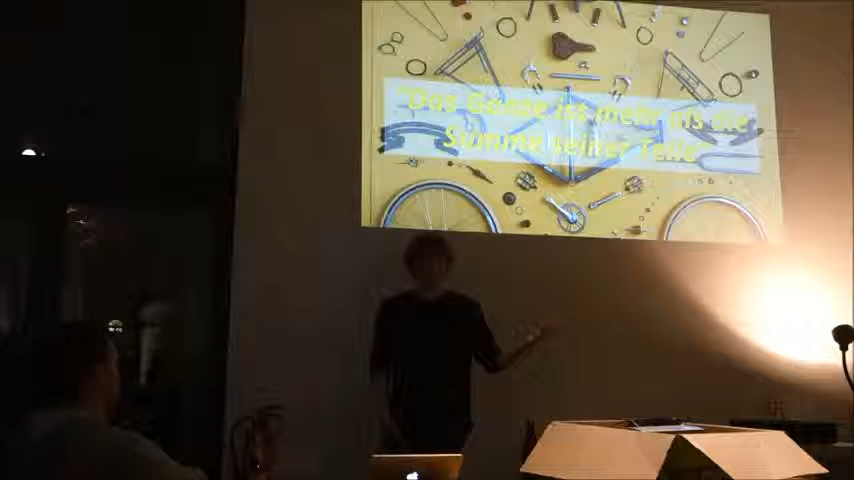 "Das Ganze ist mehr als die
Summe seiner Teile"